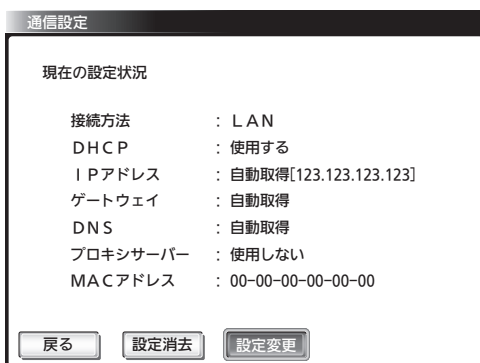 通信設定
現在の設定状況
接続方法 : ＬＡＮ
ＤＨＣＰ : 使用する
ＩＰアドレス : 自動取得[123.123.123.123]
ゲートウェイ : 自動取得
ＤＮＳ : 自動取得
プロキシサーバー : 使用しない
ＭＡＣアドレス : 00-00-00-00-00-00
戻る 設定消去 設定変更